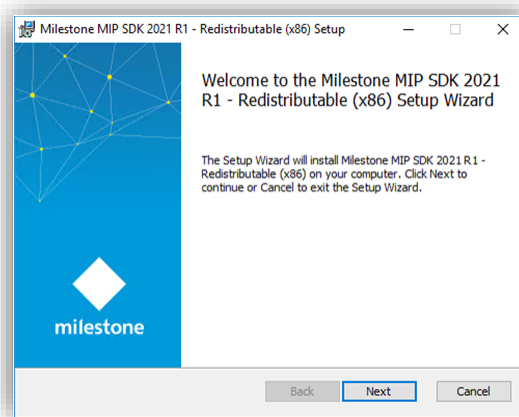 Milestone MIP SDK 2021 R1 - Redistributable (x86) Setup
Welcome to the Milestone MIP SDK 2021
R1 - Redistributable (x86) Setup Wizard
The Setup Wizard will install Milestone MIP SDK 2021 R1 -
Redistributable (x86) on your computer. Click Next to
continue or Cancel to exit the Setup Wizard.
milestone
Back Next Cancel